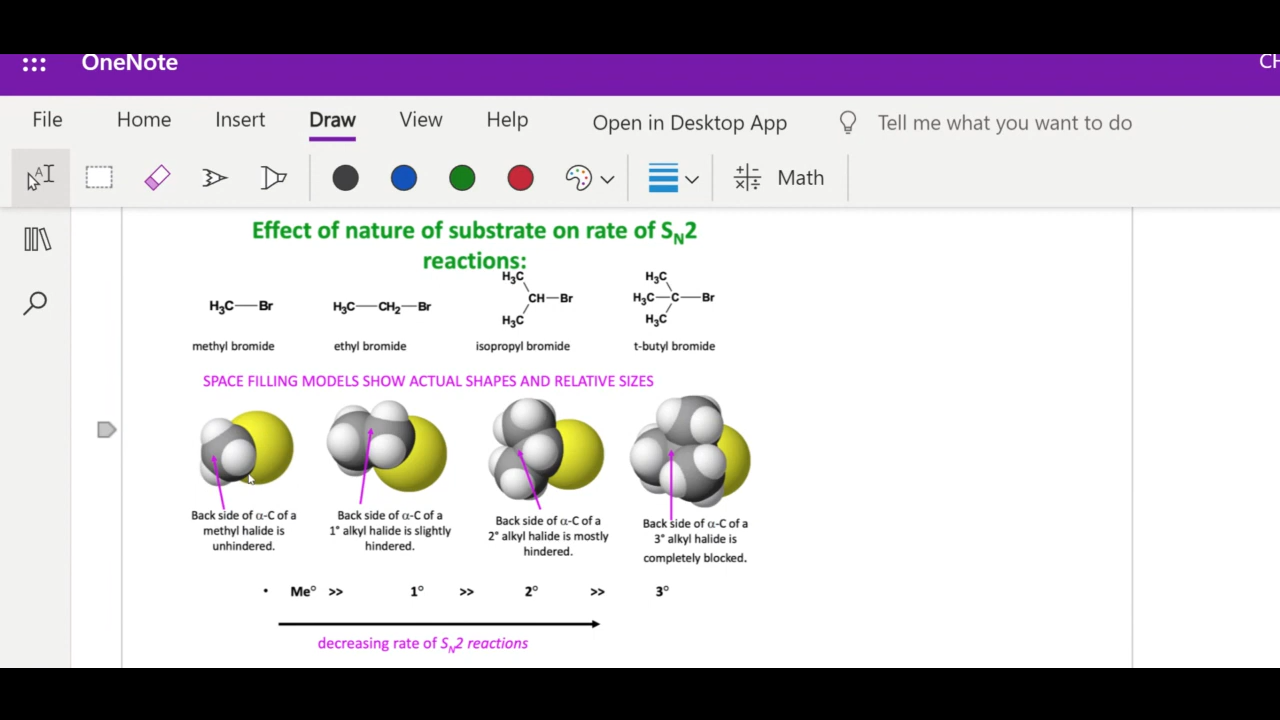 OneNote
CH
File Home Insert Draw View Help Open in Desktop App Tell me what you want to do
Math
Effect of nature of substrate on rate of SN2
reactions:
H3C—Br
H3C—CH2—Br
H3C
CH—Br
H3C
H3C
H3C—C—Br
H3C
methyl bromide
ethyl bromide
isopropyl bromide
t-butyl bromide
SPACE FILLING MODELS SHOW ACTUAL SHAPES AND RELATIVE SIZES
Back side of α-C of a
methyl halide is
unhindered.
Back side of α-C of a
1° alkyl halide is slightly
hindered.
Back side of α-C of a
2° alkyl halide is mostly
hindered.
Back side of α-C of a
3° alkyl halide is
completely blocked.
• Me° >> 1° >> 2° >> 3°
decreasing rate of SN2 reactions